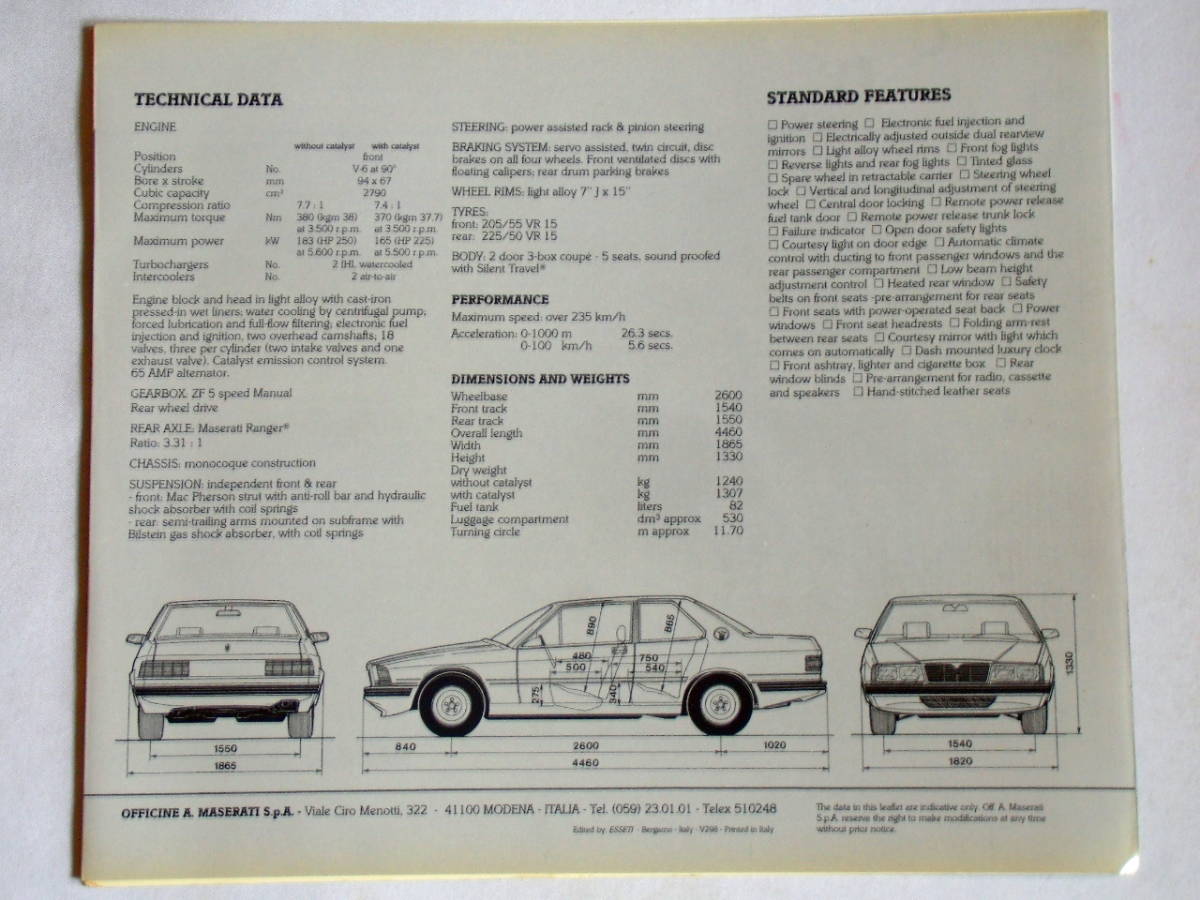 TECHNICAL DATA
ENGINE
without catalyst with catalyst
Position front
Cylinders No. V-6 at 90°
Bore x stroke mm 94 x 67
Cubic capacity cm³ 2790
Compression ratio 7.7 : 1 7.4 : 1
Maximum torque Nm 380 (kgm 38) 370 (kgm 37.7)
at 3.500 r.p.m. at 3.500 r.p.m.
Maximum power kW 183 (HP 250) 165 (HP 225)
at 5.600 r.p.m. at 5.500 r.p.m.
Turbochargers No. 2 IHI, watercooled
Intercoolers No. 2 air-to-air
Engine block and head in light alloy with cast-iron
pressed-in wet liners; water cooling by centrifugal pump;
forced lubrication and full-flow filtering; electronic fuel
injection and ignition, two overhead camshafts; 18
valves, three per cylinder (two intake valves and one
exhaust valve). Catalyst emission control system.
65 AMP alternator.
GEARBOX: ZF 5 speed Manual
Rear wheel drive
REAR AXLE: Maserati Ranger®
Ratio: 3.31 : 1
CHASSIS: monocoque construction
SUSPENSION: independent front & rear
- front: Mac Pherson strut with anti-roll bar and hydraulic
shock absorber with coil springs
- rear: semi-trailing arms mounted on subframe with
Bilstein gas shock absorber, with coil springs
STEERING: power assisted rack & pinion steering
BRAKING SYSTEM: servo assisted, twin circuit, disc
brakes on all four wheels. Front ventilated discs with
floating calipers; rear drum parking brakes
WHEEL RIMS: light alloy 7" J x 15"
TYRES:
front: 205/55 VR 15
rear: 225/50 VR 15
BODY: 2 door 3-box coupé - 5 seats, sound proofed
with Silent Travel®
PERFORMANCE
Maximum speed: over 235 km/h
Acceleration: 0-1000 m 26.3 secs.
0-100 km/h 5.6 secs.
DIMENSIONS AND WEIGHTS
Wheelbase mm 2600
Front track mm 1540
Rear track mm 1550
Overall length mm 4460
Width mm 1865
Height mm 1330
Dry weight
without catalyst kg 1240
with catalyst kg 1307
Fuel tank liters 82
Luggage compartment dm³ approx 530
Turning circle m approx 11.70
STANDARD FEATURES
☐ Power steering ☐ Electronic fuel injection and
ignition ☐ Electrically adjusted outside dual rearview
mirrors ☐ Light alloy wheel rims ☐ Front fog lights
☐ Reverse lights and rear fog lights ☐ Tinted glass
☐ Spare wheel in retractable carrier ☐ Steering wheel
lock ☐ Vertical and longitudinal adjustment of steering
wheel ☐ Central door locking ☐ Remote power release
fuel tank door ☐ Remote power release trunk lock
☐ Failure indicator ☐ Open door safety lights
☐ Courtesy light on door edge ☐ Automatic climate
control with ducting to front passenger windows and the
rear passenger compartment ☐ Low beam height
adjustment control ☐ Heated rear window ☐ Safety
belts on front seats -pre-arrangement for rear seats
☐ Front seats with power-operated seat back ☐ Power
windows ☐ Front seat headrests ☐ Folding arm-rest
between rear seats ☐ Courtesy mirror with light which
comes on automatically ☐ Dash mounted luxury clock
☐ Front ashtray, lighter and cigarette box ☐ Rear
window blinds ☐ Pre-arrangement for radio, cassette
and speakers ☐ Hand-stitched leather seats
1550
1865
890
865
480
500
750
540
275
340
840
2600
1020
4460
1330
1540
1820
OFFICINE A. MASERATI S.p.A. - Viale Ciro Menotti, 322 - 41100 MODENA - ITALIA - Tel. (059) 23.01.01 - Telex 510248
Edited by: ESSETI - Bergamo - Italy - V298 - Printed in Italy
The data in this leaflet are indicative only. Off. A. Maserati
S.p.A. reserve the right to make modifications at any time
without prior notice.